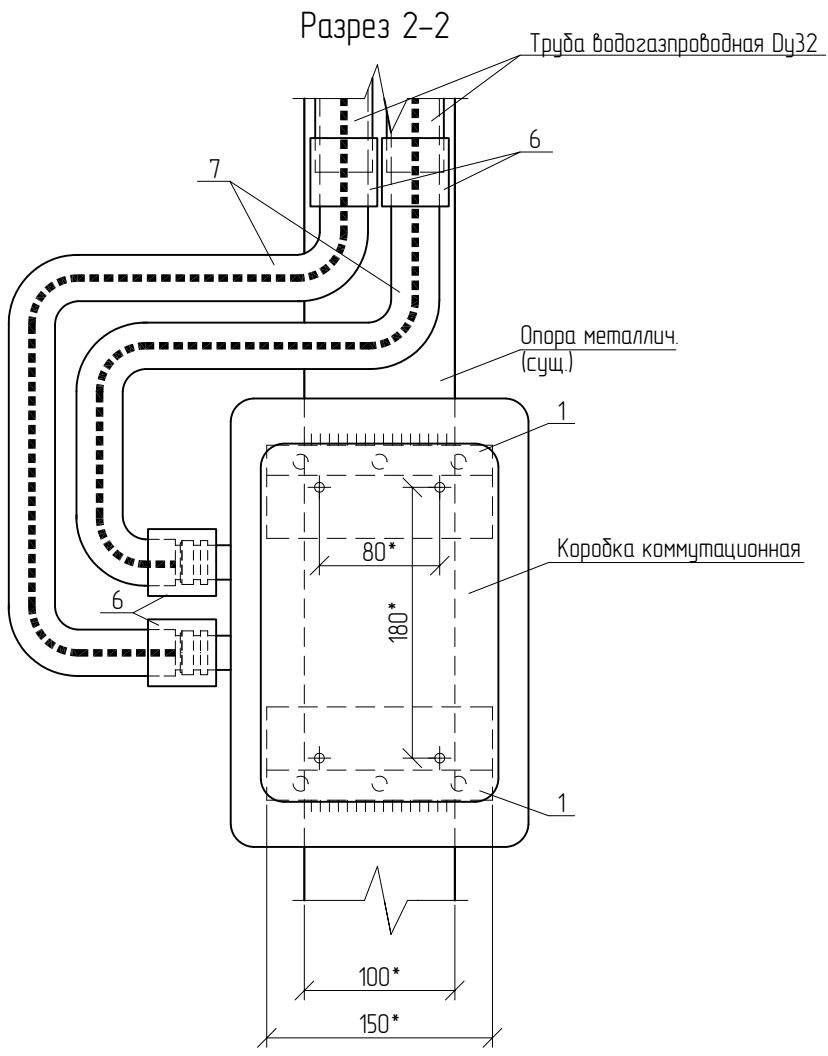 Разрез 2-2
Труба водогазпроводная Dy32
6
7
Опора металлич.
(сущ.)
1
80*
Коробка коммутационная
6
180*
1
100*
150*